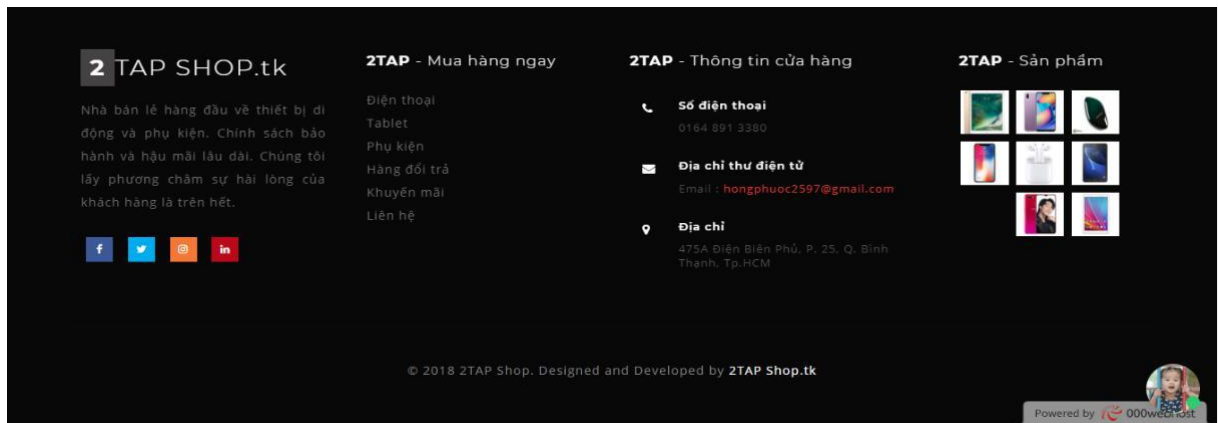 2TAP SHOP.tk
Nhà bán lẻ hàng đầu về thiết bị di
động và phụ kiện. Chính sách bảo
hành và hậu mãi lâu dài. Chúng tôi
lấy phương châm sự hài lòng của
khách hàng là trên hết.
f
in
2TAP - Mua hàng ngay
Điện thoại
Tablet
Phụ kiện
Hàng đổi trả
Khuyến mãi
Liên hệ
2TAP - Thông tin cửa hàng
Số điện thoại
0164 891 3380
Địa chỉ thư điện tử
Email : hongphuoc2597@gmail.com
Địa chỉ
475A Điện Biên Phủ, P. 25, Q. Bình
Thạnh, Tp.HCM
2TAP - Sản phẩm
© 2018 2TAP Shop. Designed and Developed by 2TAP Shop.tk
Powered by 000webhost